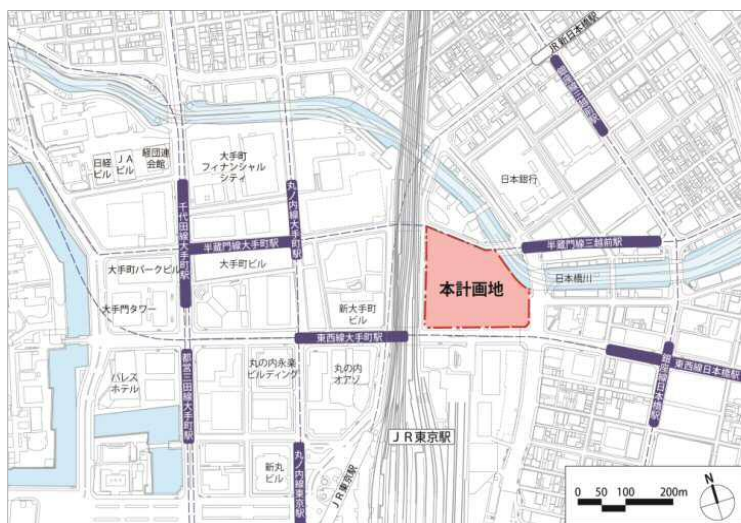 JR新日本橋駅
銀座線三越前駅
日経
ビル
JA
ビル
経団連
会館
大手町
フィナンシャル
シティ
日本銀行
千代田線大手町駅
丸ノ内線大手町駅
半蔵門線大手町駅
半蔵門線三越前駅
大手町パークビル
大手町ビル
日本橋川
本計画地
大手門タワー
新大手町
ビル
東西線大手町駅
東西線日本橋駅
銀座線日本橋駅
パレス
ホテル
都営三田線大手町駅
丸の内永楽
ビルディング
丸の内
オアゾ
JR東京駅
新丸
ビル
丸ノ内線東京駅
JR東京駅
N
0 50 100 200m